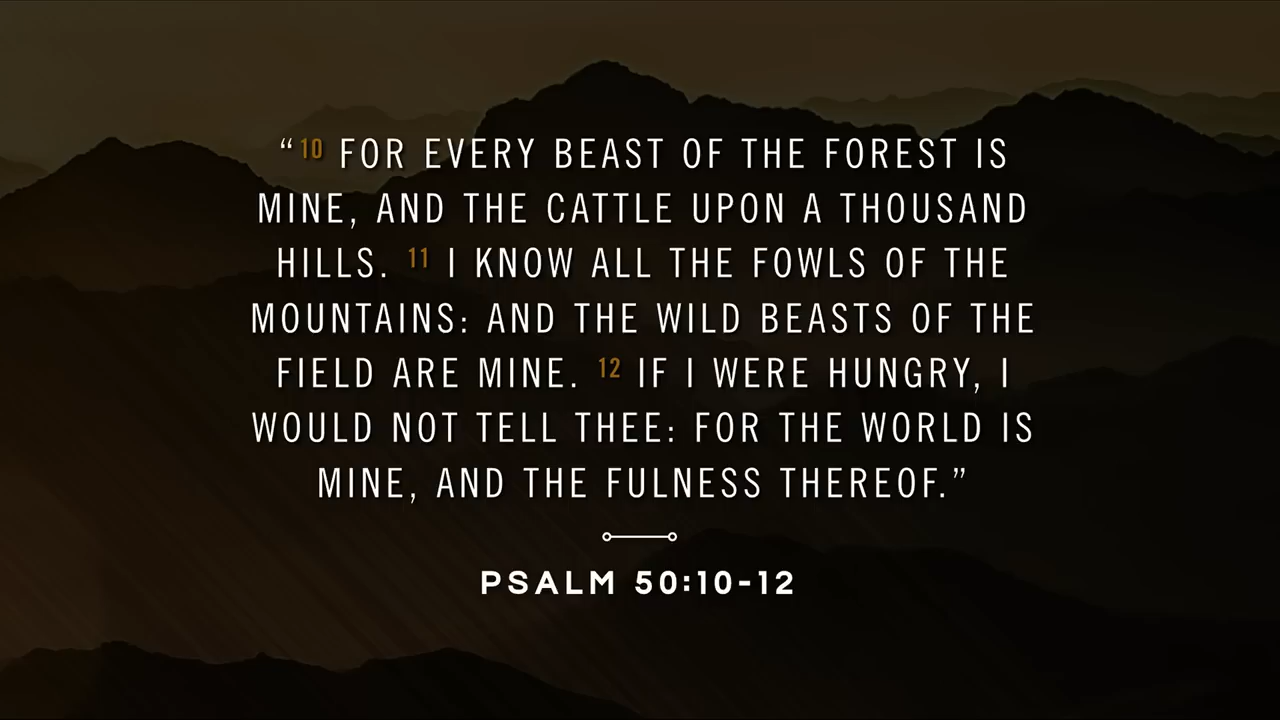 “10 FOR EVERY BEAST OF THE FOREST IS
MINE, AND THE CATTLE UPON A THOUSAND
HILLS. 11 I KNOW ALL THE FOWLS OF THE
MOUNTAINS: AND THE WILD BEASTS OF THE
FIELD ARE MINE. 12 IF I WERE HUNGRY, I
WOULD NOT TELL THEE: FOR THE WORLD IS
MINE, AND THE FULNESS THEREOF.”
PSALM 50:10-12